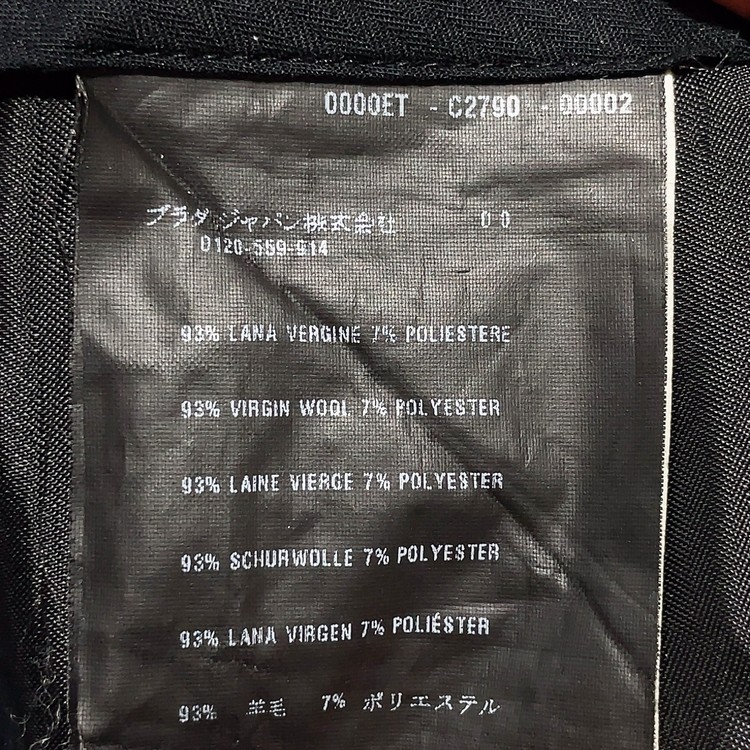 0000ET - C2790 - 00002
プラダジャパン株式会社 00
0120-559-914
93% LANA VERGINE 7% POLIESTERE
93% VIRGIN WOOL 7% POLYESTER
93% LAINE VIERGE 7% POLYESTER
93% SCHURWOLLE 7% POLYESTER
93% LANA VIRGEN 7% POLIÉSTER
93% 羊毛 7% ポリエステル